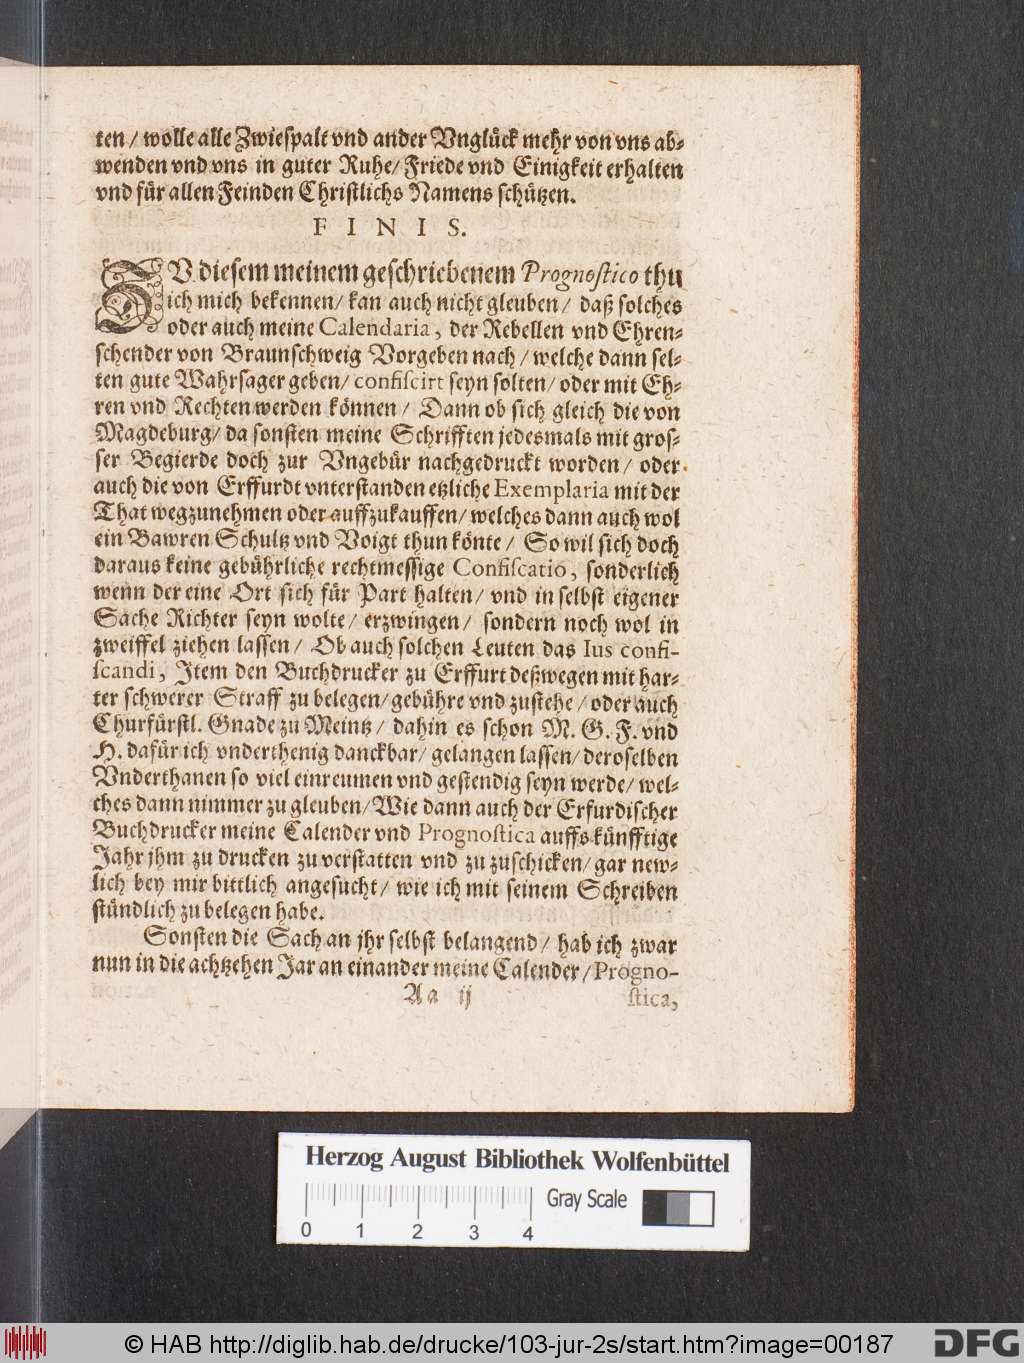 ten / wolle alle Zwiespalt vnd ander Vnglück mehr von vns ab-
wenden vnd vns in guter Ruhe / Friede vnd Einigkeit erhalten
vnd für allen Feinden Christlichs Namens schützen.
F I N I S.
ZV diesem meinem geschriebenem Prognostico thu
ich mich bekennen / kan auch nicht gleuben / daß solches
oder auch meine Calendaria, der Rebellen vnd Ehren-
schender von Braunschweig Vorgeben nach / welche dann sel-
ten gute Wahrsager geben / confiscirt seyn solten / oder mit Eh-
ren vnd Rechten werden können / Dann ob sich gleich die von
Magdeburg / da sonsten meine Schrifften jedesmals mit gros-
ser Begierde doch zur Vngebür nachgedruckt worden / oder
auch die von Erffurdt vnterstanden etzliche Exemplaria mit der
That wegzunehmen oder auffzukauffen / welches dann auch wol
ein Bawren Schultz vnd Voigt thun könte / So wil sich doch
daraus keine gebührliche rechtmessige Confiscatio, sonderlich
wenn der eine Ort sich für Part halten / vnd in selbst eigener
Sache Richter seyn wolte / erzwingen / sondern noch wol in
zweiffel ziehen lassen / Ob auch solchen Leuten das Ius confi-
scandi, Item den Buchdrucker zu Erffurt deßwegen mit har-
ter schwerer Straff zu belegen / gebühre vnd zustehe / oder auch
Churfürstl. Gnade zu Meintz / dahin es schon M. G. F. vnd
H. dafür ich vnderthenig danckbar / gelangen lassen / deroselben
Vnderthanen so viel einreumen vnd gestendig seyn werde / wel-
ches dann nimmer zu gleuben / Wie dann auch der Erfurdischer
Buchdrucker meine Calender vnd Prognostica auffs künfftige
Jahr jhm zu drucken zu verstatten vnd zu zuschicken / gar new-
lich bey mir bittlich angesucht / wie ich mit seinem Schreiben
stündlich zu belegen habe.
Sonsten die Sach an jhr selbst belangend / hab ich zwar
nun in die achtzehen Jar an einander meine Calender / Progno-
Aa ij stica,
Herzog August Bibliothek Wolfenbüttel
Gray Scale
0 1 2 3 4
© HAB http://diglib.hab.de/drucke/103-jur-2s/start.htm?image=00187
DFG